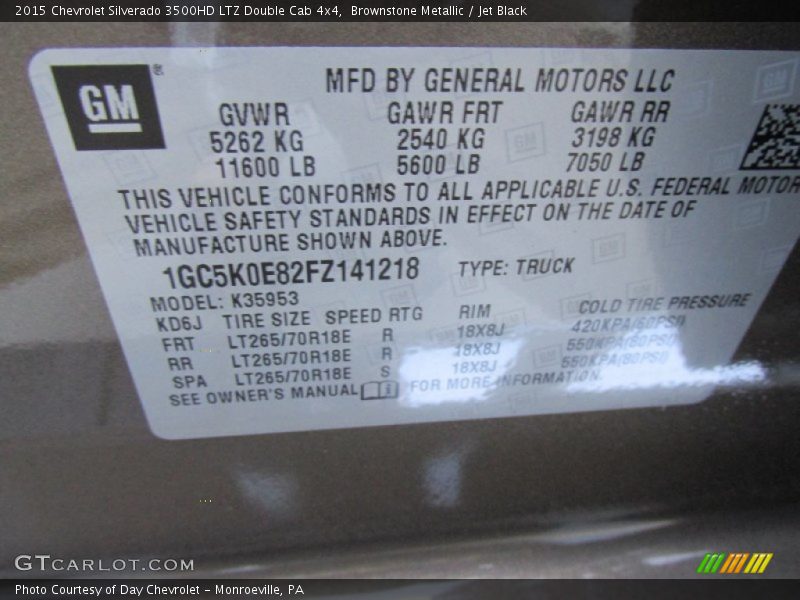 2015 Chevrolet Silverado 3500HD LTZ Double Cab 4x4, Brownstone Metallic / Jet Black
GM ®
MFD BY GENERAL MOTORS LLC
GVWR GAWR FRT GAWR RR
5262 KG 2540 KG 3198 KG
11600 LB 5600 LB 7050 LB
THIS VEHICLE CONFORMS TO ALL APPLICABLE U.S. FEDERAL MOTOR
VEHICLE SAFETY STANDARDS IN EFFECT ON THE DATE OF
MANUFACTURE SHOWN ABOVE.
1GC5K0E82FZ141218 TYPE: TRUCK
MODEL: K35953
KD6J TIRE SIZE SPEED RTG RIM COLD TIRE PRESSURE
FRT LT265/70R18E R 18X8J 420KPA(60PSI)
RR LT265/70R18E R 18X8J 550KPA(80PSI)
SPA LT265/70R18E S 18X8J 550KPA(80PSI)
SEE OWNER'S MANUAL FOR MORE INFORMATION.
GTCARLOT.COM
Photo Courtesy of Day Chevrolet - Monroeville, PA